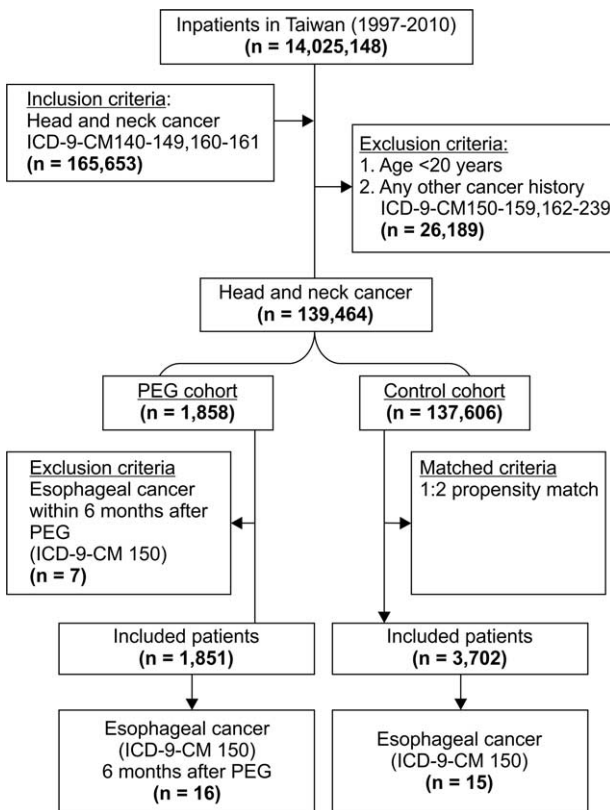 Inpatients in Taiwan (1997-2010)
(n = 14,025,148)
Inclusion criteria:
Head and neck cancer
ICD-9-CM140-149,160-161
(n = 165,653)
Exclusion criteria:
1. Age <20 years
2. Any other cancer history
ICD-9-CM150-159,162-239
(n = 26,189)
Head and neck cancer
(n = 139,464)
PEG cohort
(n = 1,858)
Control cohort
(n = 137,606)
Exclusion criteria
Esophageal cancer
within 6 months after
PEG
(ICD-9-CM 150)
(n = 7)
Matched criteria
1:2 propensity match
Included patients
(n = 1,851)
Included patients
(n = 3,702)
Esophageal cancer
(ICD-9-CM 150)
6 months after PEG
(n = 16)
Esophageal cancer
(ICD-9-CM 150)
(n = 15)